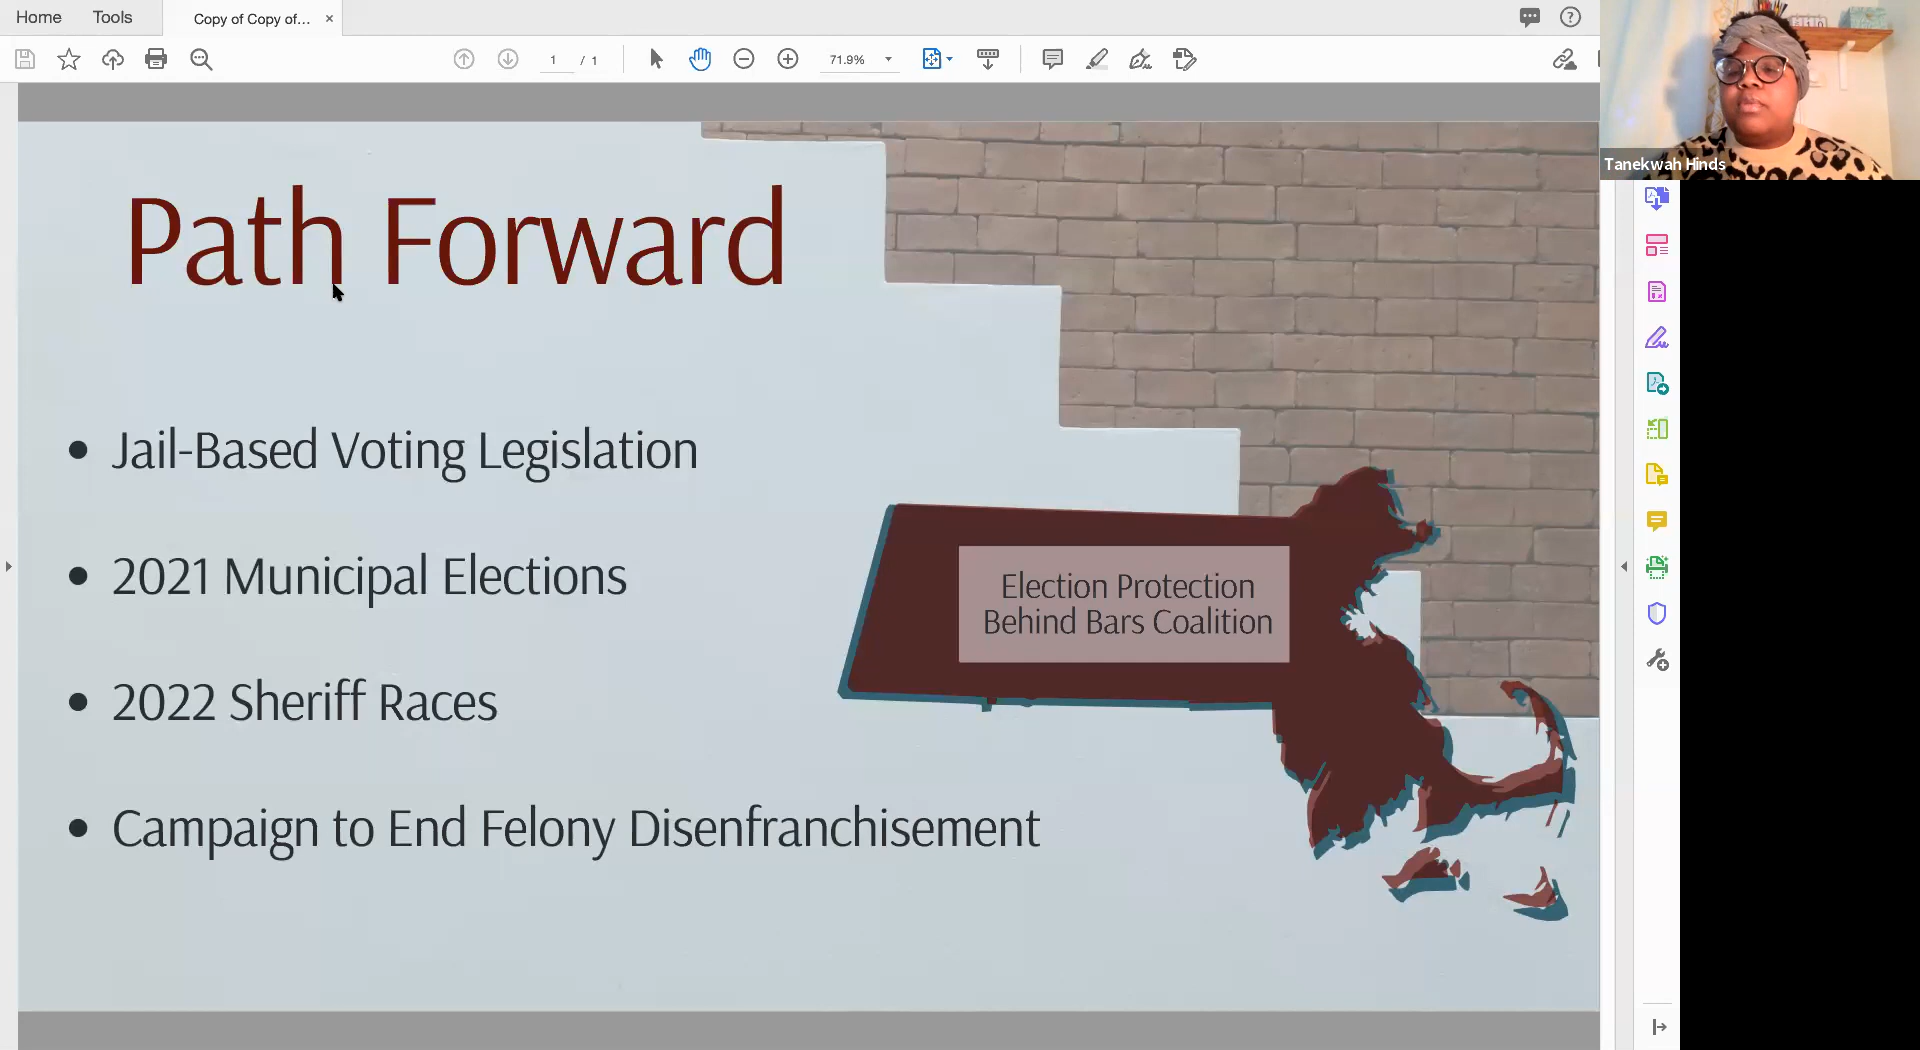 Home
Tools
Copy of Copy of...
1 / 1
71.9%
Tanekwah Hinds
Path Forward
Jail-Based Voting Legislation
2021 Municipal Elections
2022 Sheriff Races
Campaign to End Felony Disenfranchisement
Election Protection
Behind Bars Coalition